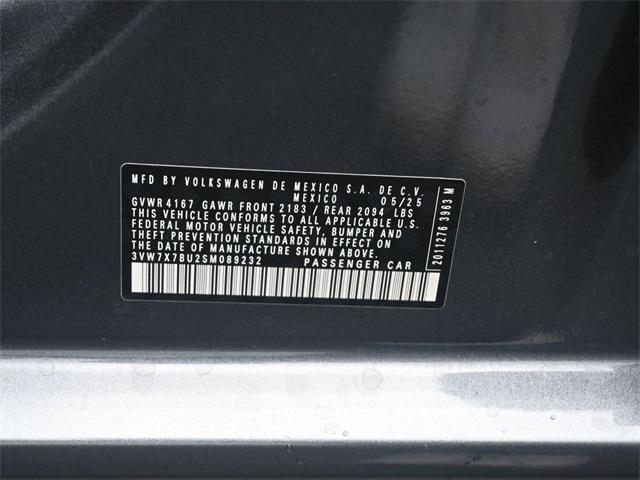 MFD BY VOLKSWAGEN DE MEXICO S.A. DE C.V.
MEXICO 05/25
GVWR 4167 GAWR FRONT 2183 / REAR 2094 LBS
THIS VEHICLE CONFORMS TO ALL APPLICABLE U.S.
FEDERAL MOTOR VEHICLE SAFETY, BUMPER AND
THEFT PREVENTION STANDARDS IN EFFECT ON
THE DATE OF MANUFACTURE SHOWN ABOVE.
3VW7X7BU2SM089232 PASSENGER CAR
2011276 3963 M